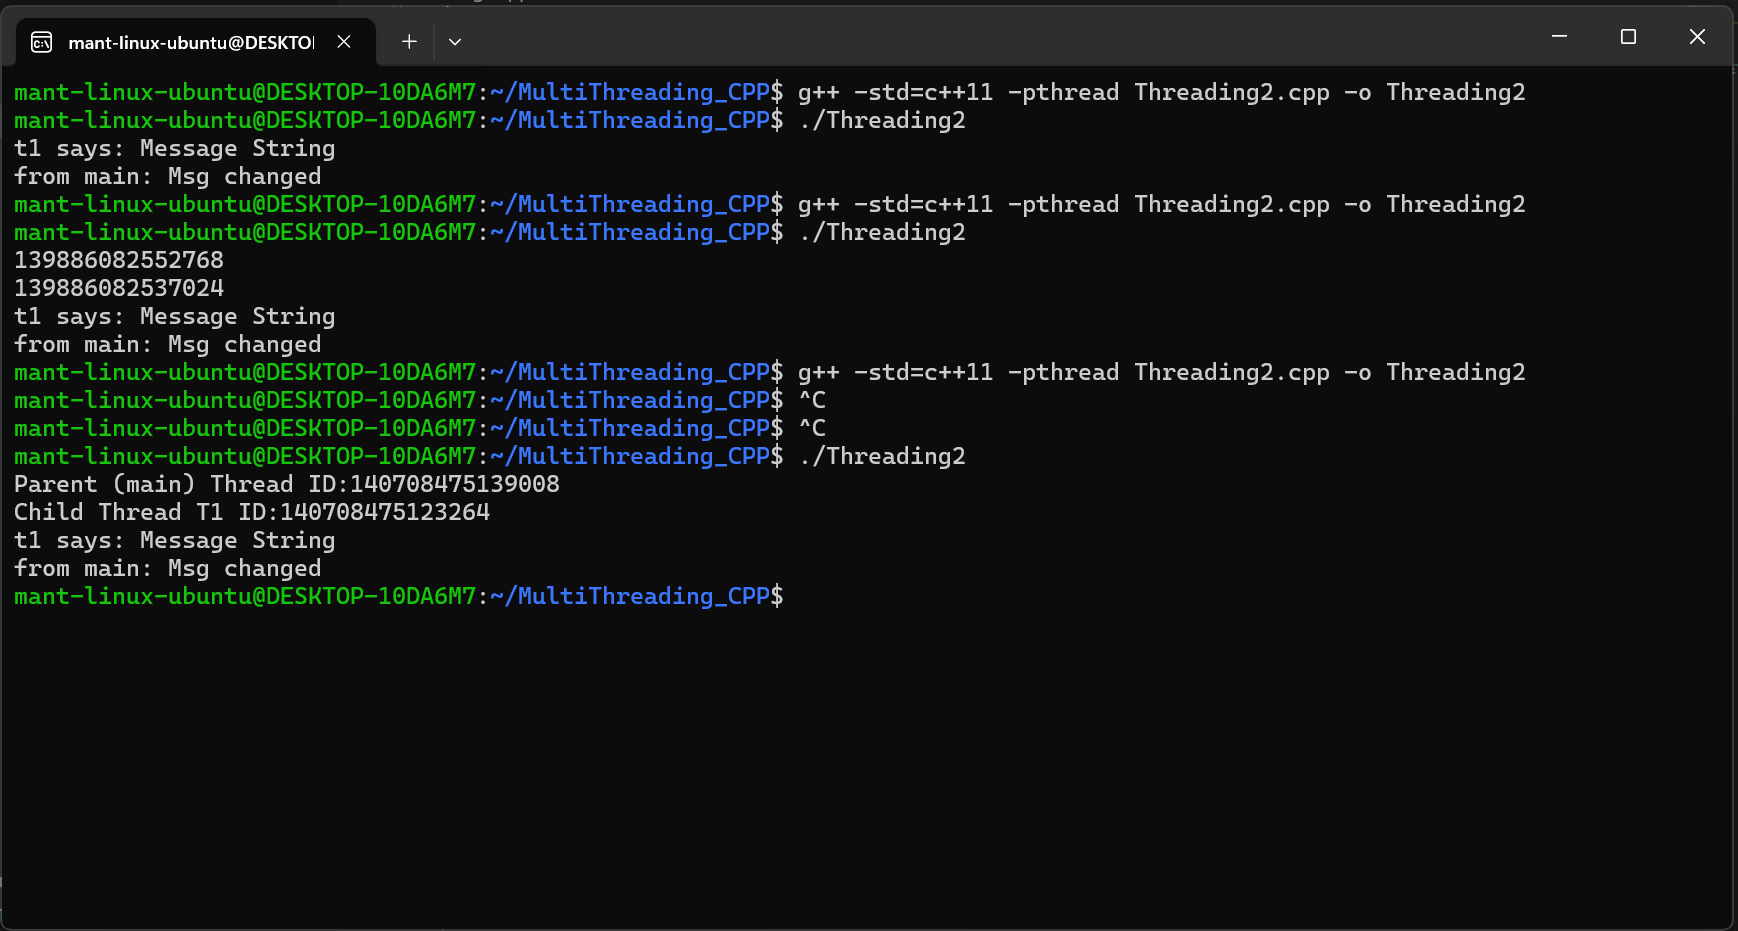 mant-linux-ubuntu@DESKTO
mant-linux-ubuntu@DESKTOP-10DA6M7:~/MultiThreading_CPP$ g++ -std=c++11 -pthread Threading2.cpp -o Threading2
mant-linux-ubuntu@DESKTOP-10DA6M7:~/MultiThreading_CPP$ ./Threading2
t1 says: Message String
from main: Msg changed
mant-linux-ubuntu@DESKTOP-10DA6M7:~/MultiThreading_CPP$ g++ -std=c++11 -pthread Threading2.cpp -o Threading2
mant-linux-ubuntu@DESKTOP-10DA6M7:~/MultiThreading_CPP$ ./Threading2
139886082552768
139886082537024
t1 says: Message String
from main: Msg changed
mant-linux-ubuntu@DESKTOP-10DA6M7:~/MultiThreading_CPP$ g++ -std=c++11 -pthread Threading2.cpp -o Threading2
mant-linux-ubuntu@DESKTOP-10DA6M7:~/MultiThreading_CPP$ ^C
mant-linux-ubuntu@DESKTOP-10DA6M7:~/MultiThreading_CPP$ ^C
mant-linux-ubuntu@DESKTOP-10DA6M7:~/MultiThreading_CPP$ ./Threading2
Parent (main) Thread ID:140708475139008
Child Thread T1 ID:140708475123264
t1 says: Message String
from main: Msg changed
mant-linux-ubuntu@DESKTOP-10DA6M7:~/MultiThreading_CPP$